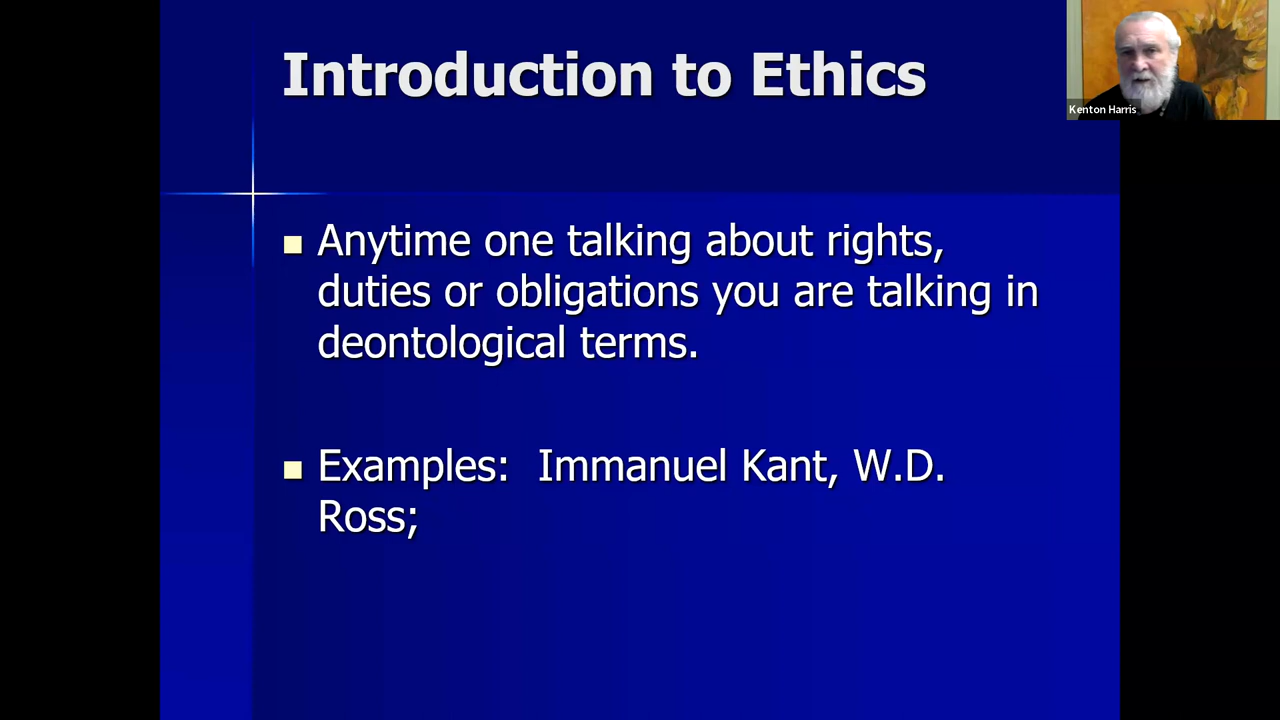 Introduction to Ethics
Kenton Harris
■ Anytime one talking about rights,
duties or obligations you are talking in
deontological terms.
■ Examples:  Immanuel Kant, W.D.
Ross;